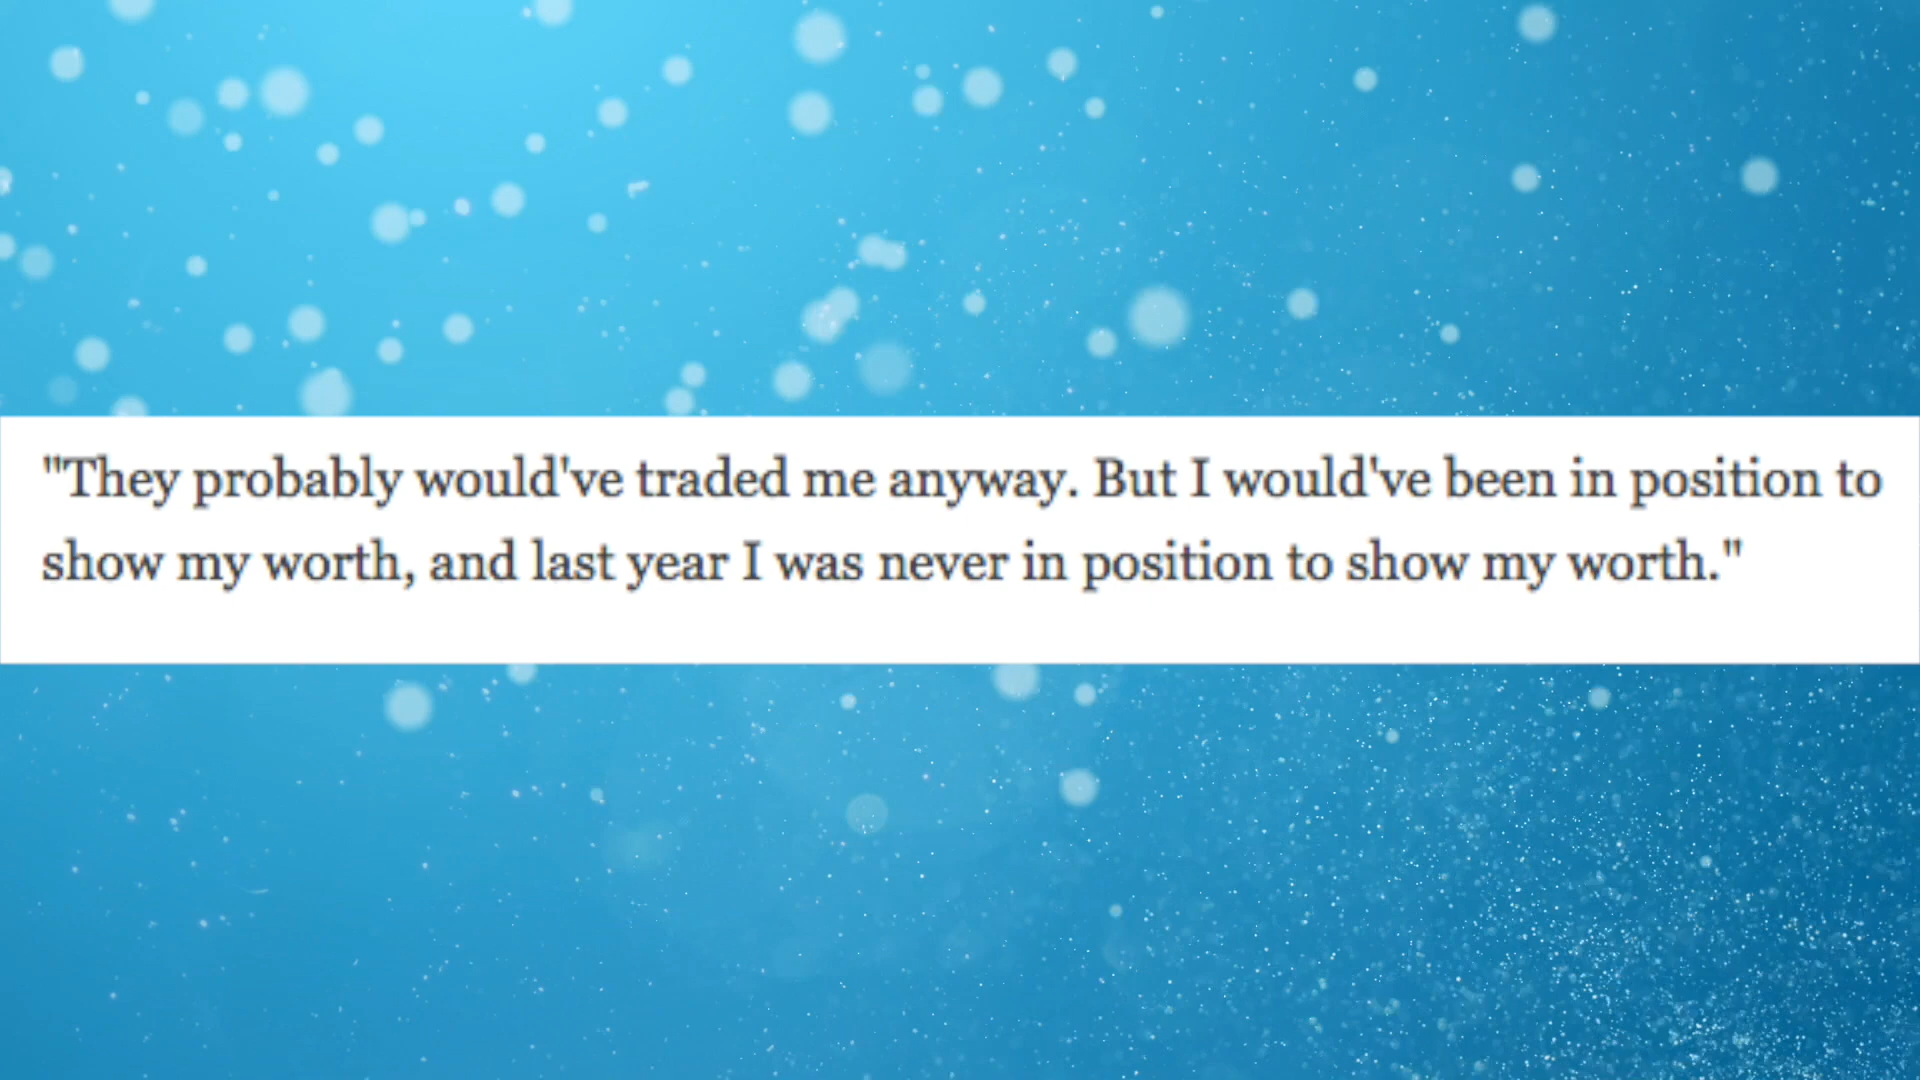 "They probably would've traded me anyway. But I would've been in position to
show my worth, and last year I was never in position to show my worth."